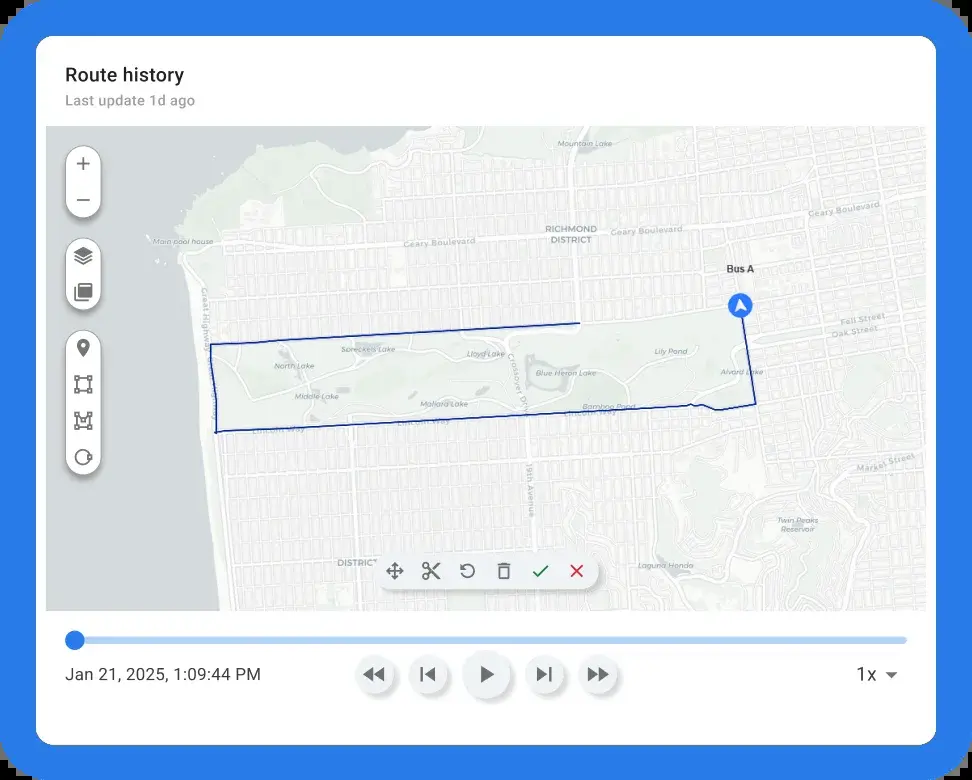 Route history
Last update 1d ago
Mountain Lake
Geary Boulevard
RICHMOND
DISTRICT
Geary Boulevard
Geary Boulevard
Main pool house
Bus A
Great Highway
Fell Street
Oak Street
Spreckels Lake
Lloyd Lake
Lily Pond
North Lake
Crossover Drive
Blue Heron Lake
Alvord Lake
Middle Lake
Mallard Lake
Bamboo Pond
Lincoln Way
Lincoln Way
Lincoln Way
Market Street
19th Avenue
Twin Peaks
Reservoir
DISTRICT
Laguna Honda
Jan 21, 2025, 1:09:44 PM
1x